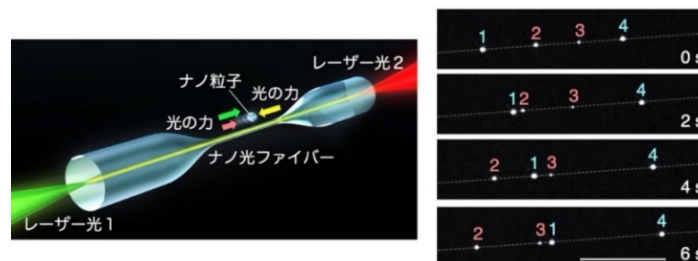 レーザー光2
ナノ粒子
光の力
光の力
ナノ光ファイバー
レーザー光1
1 2 3 4
0 s
1 2 3 4
2 s
2 1 3 4
4 s
2 3 1 4
6 s